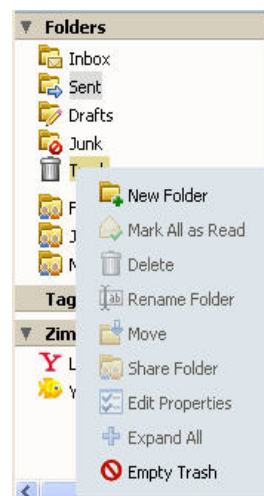 Folders
Inbox
Sent
Drafts
Junk
New Folder
Mark All as Read
Delete
Tag
Rename Folder
Zim
Move
Share Folder
Edit Properties
Expand All
Empty Trash